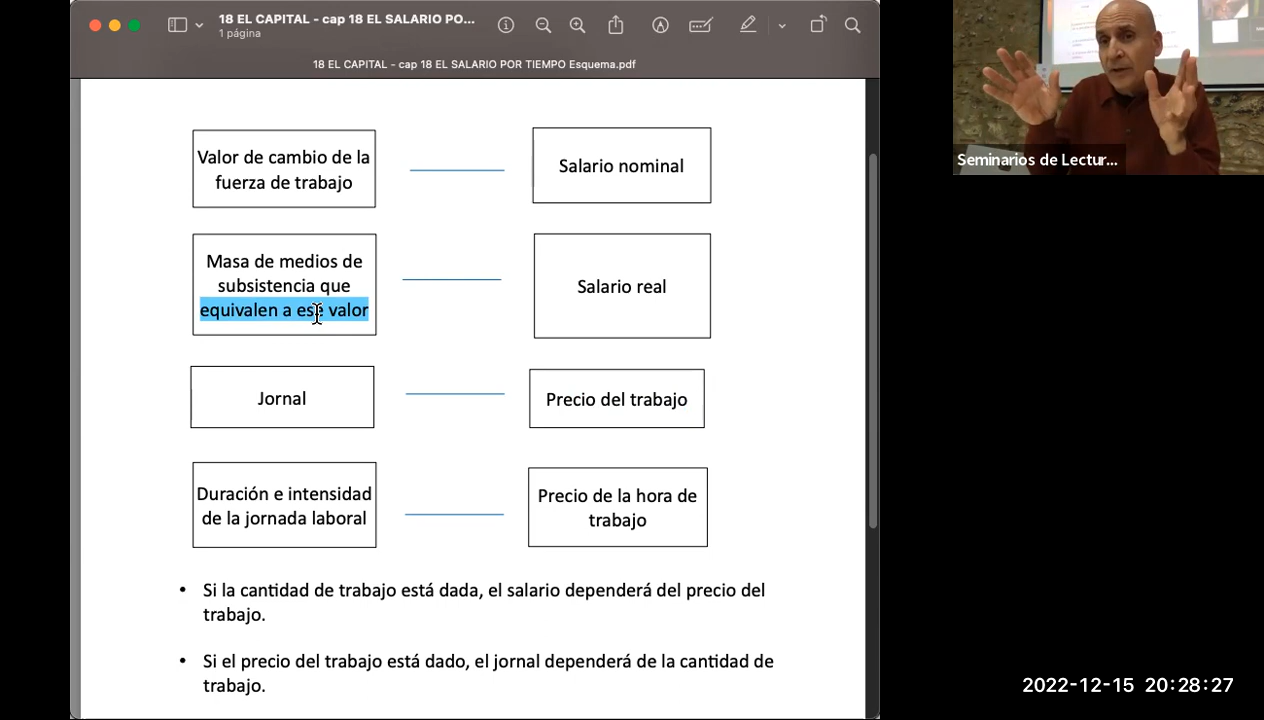 18 EL CAPITAL - cap 18 EL SALARIO PO...
1 página
18 EL CAPITAL - cap 18 EL SALARIO POR TIEMPO Esquema.pdf
Valor de cambio de la
fuerza de trabajo
Salario nominal
Masa de medios de
subsistencia que
equivalen a ese valor
Salario real
Jornal
Precio del trabajo
Duración e intensidad
de la jornada laboral
Precio de la hora de
trabajo
• Si la cantidad de trabajo está dada, el salario dependerá del precio del
trabajo.
• Si el precio del trabajo está dado, el jornal dependerá de la cantidad de
trabajo.
Seminarios de Lectur...
2022-12-15 20:28:27